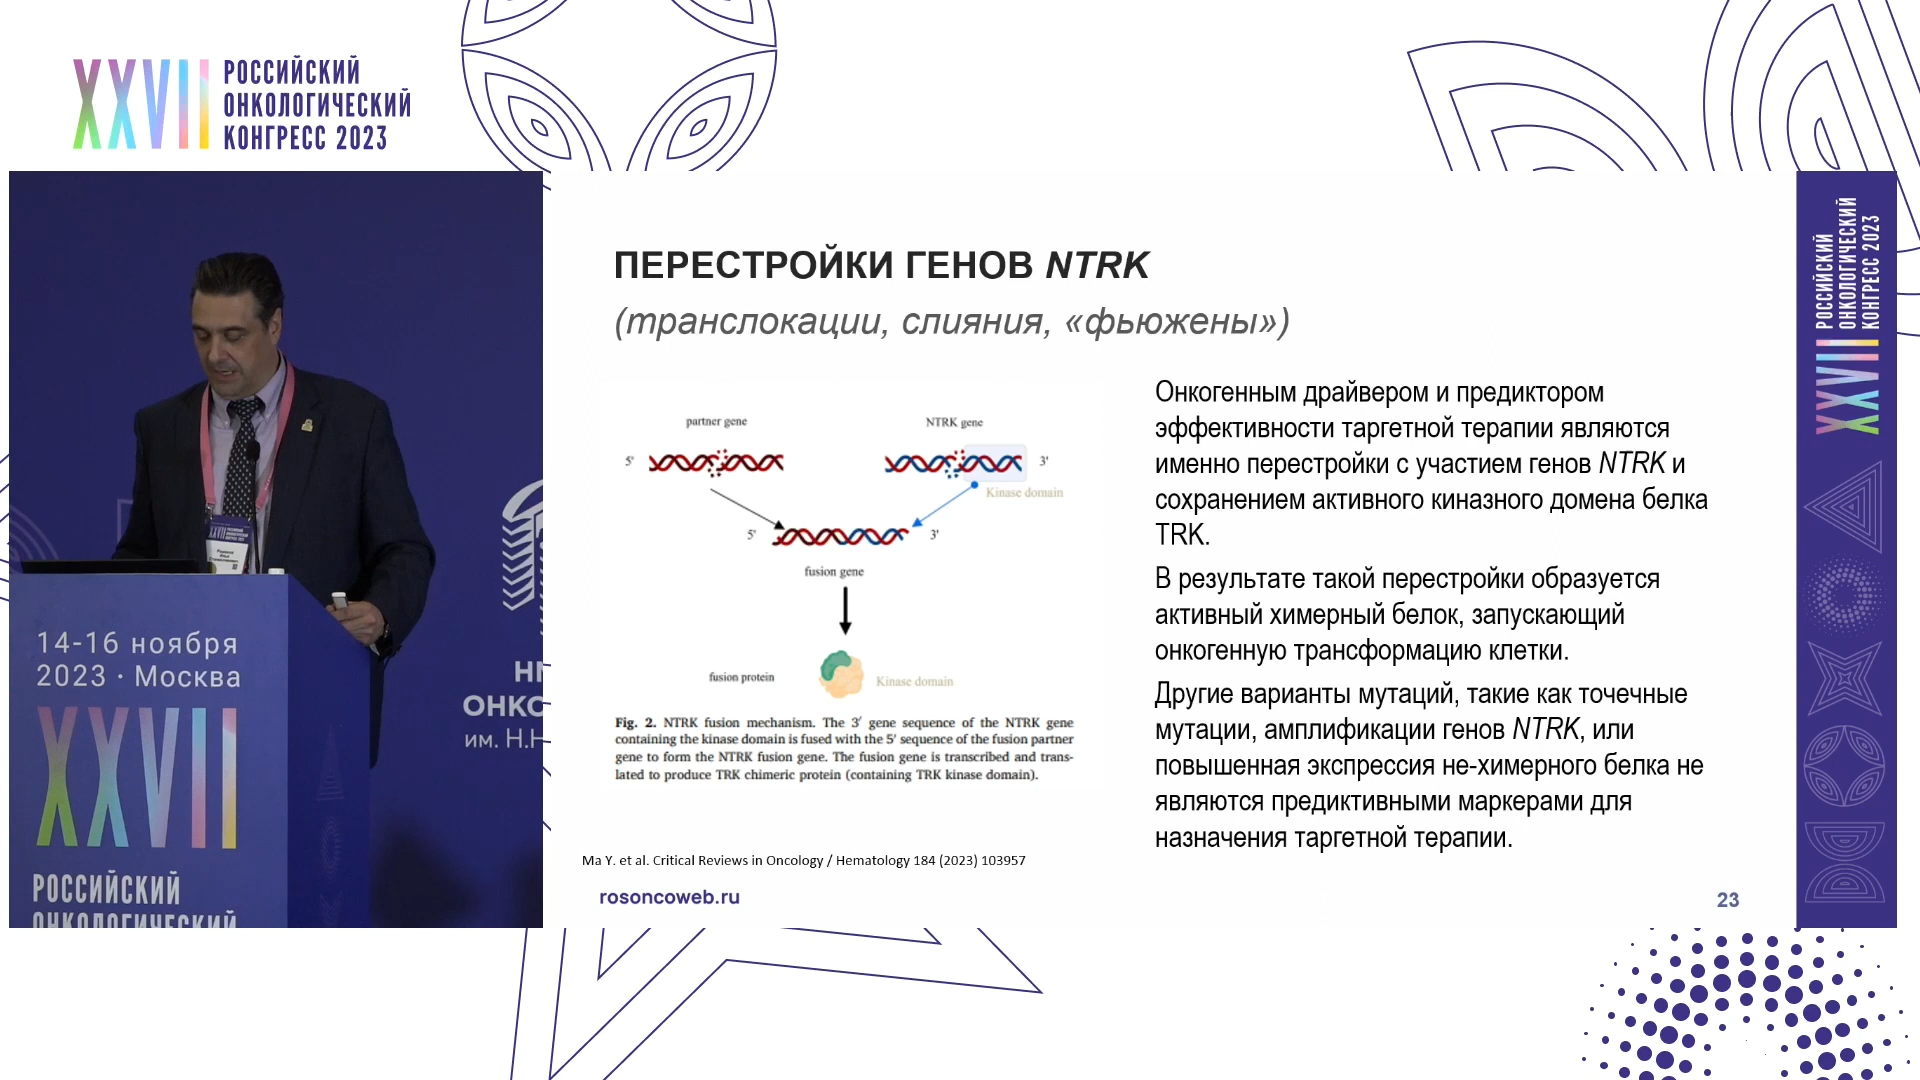 XXVII
РОССИЙСКИЙ
ОНКОЛОГИЧЕСКИЙ
КОНГРЕСС 2023
14-16 ноября
2023 · Москва
XXVII
РОССИЙСКИЙ
ОНКОЛОГИЧЕСКИЙ
ОНКО
им. Н.Н
ПЕРЕСТРОЙКИ ГЕНОВ NTRK
(транслокации, слияния, «фьюжены»)
partner gene
NTRK gene
5'
3'
Kinase domain
5'
3'
fusion gene
fusion protein
Kinase domain
Fig. 2. NTRK fusion mechanism. The 3′ gene sequence of the NTRK gene
containing the kinase domain is fused with the 5′ sequence of the fusion partner
gene to form the NTRK fusion gene. The fusion gene is transcribed and trans-
lated to produce TRK chimeric protein (containing TRK kinase domain).
Ma Y. et al. Critical Reviews in Oncology / Hematology 184 (2023) 103957
rosoncoweb.ru
Онкогенным драйвером и предиктором
эффективности таргетной терапии являются
именно перестройки с участием генов NTRK и
сохранением активного киназного домена белка
TRK.
В результате такой перестройки образуется
активный химерный белок, запускающий
онкогенную трансформацию клетки.
Другие варианты мутаций, такие как точечные
мутации, амплификации генов NTRK, или
повышенная экспрессия не-химерного белка не
являются предиктивными маркерами для
назначения таргетной терапии.
23
XXVII
РОССИЙСКИЙ
ОНКОЛОГИЧЕСКИЙ
КОНГРЕСС 2023